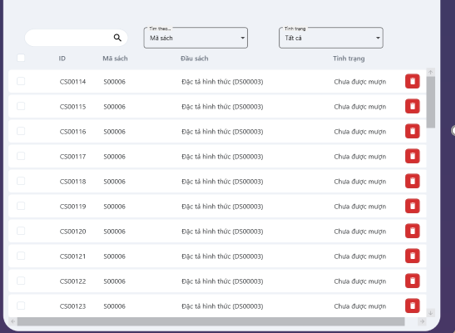 Tìm theo... Tình trạng
Mã sách Tất cả
ID Mã sách Đầu sách Tình trạng
CS00114 S00006 Đặc tả hình thức (DS00003) Chưa được mượn
CS00115 S00006 Đặc tả hình thức (DS00003) Chưa được mượn
CS00116 S00006 Đặc tả hình thức (DS00003) Chưa được mượn
CS00117 S00006 Đặc tả hình thức (DS00003) Chưa được mượn
CS00118 S00006 Đặc tả hình thức (DS00003) Chưa được mượn
CS00119 S00006 Đặc tả hình thức (DS00003) Chưa được mượn
CS00120 S00006 Đặc tả hình thức (DS00003) Chưa được mượn
CS00121 S00006 Đặc tả hình thức (DS00003) Chưa được mượn
CS00122 S00006 Đặc tả hình thức (DS00003) Chưa được mượn
CS00123 S00006 Đặc tả hình thức (DS00003) Chưa được mượn